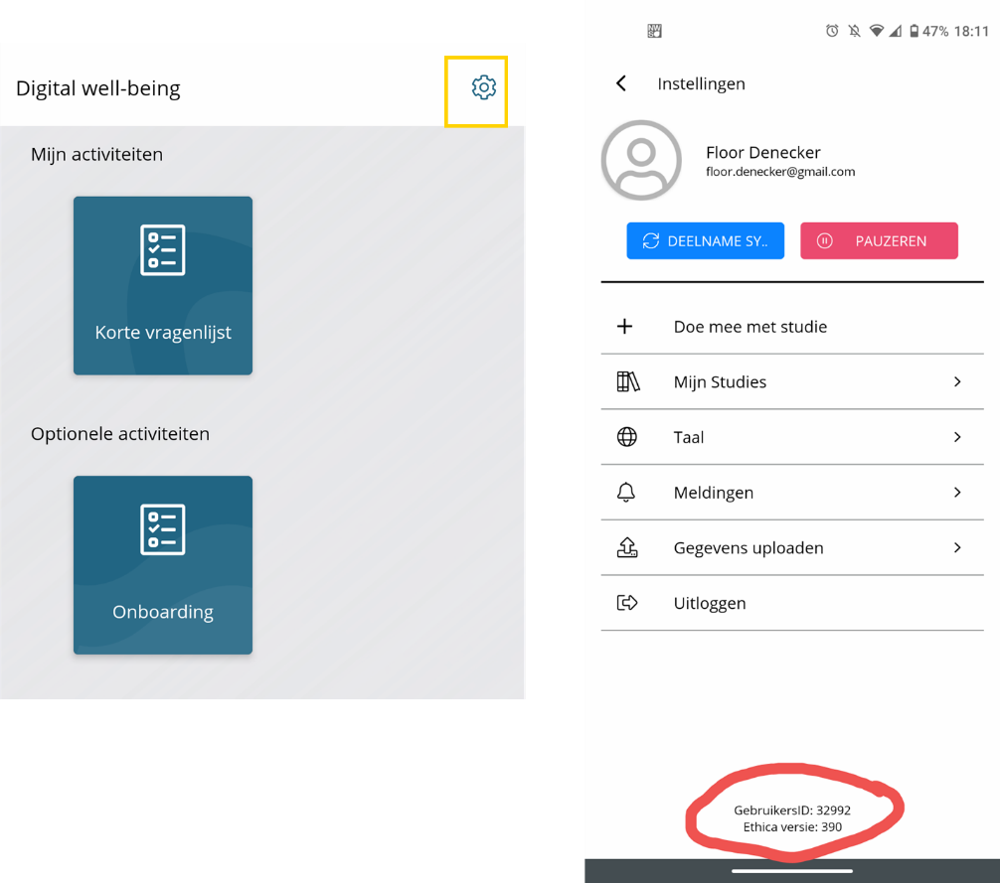 Digital well-being
Mijn activiteiten
Korte vragenlijst
Optionele activiteiten
Onboarding
47% 18:11
Instellingen
Floor Denecker
floor.denecker@gmail.com
DEELNAME SY..
PAUZEREN
Doe mee met studie
Mijn Studies
Taal
Meldingen
Gegevens uploaden
Uitloggen
GebruikersID: 32992
Ethica versie: 390